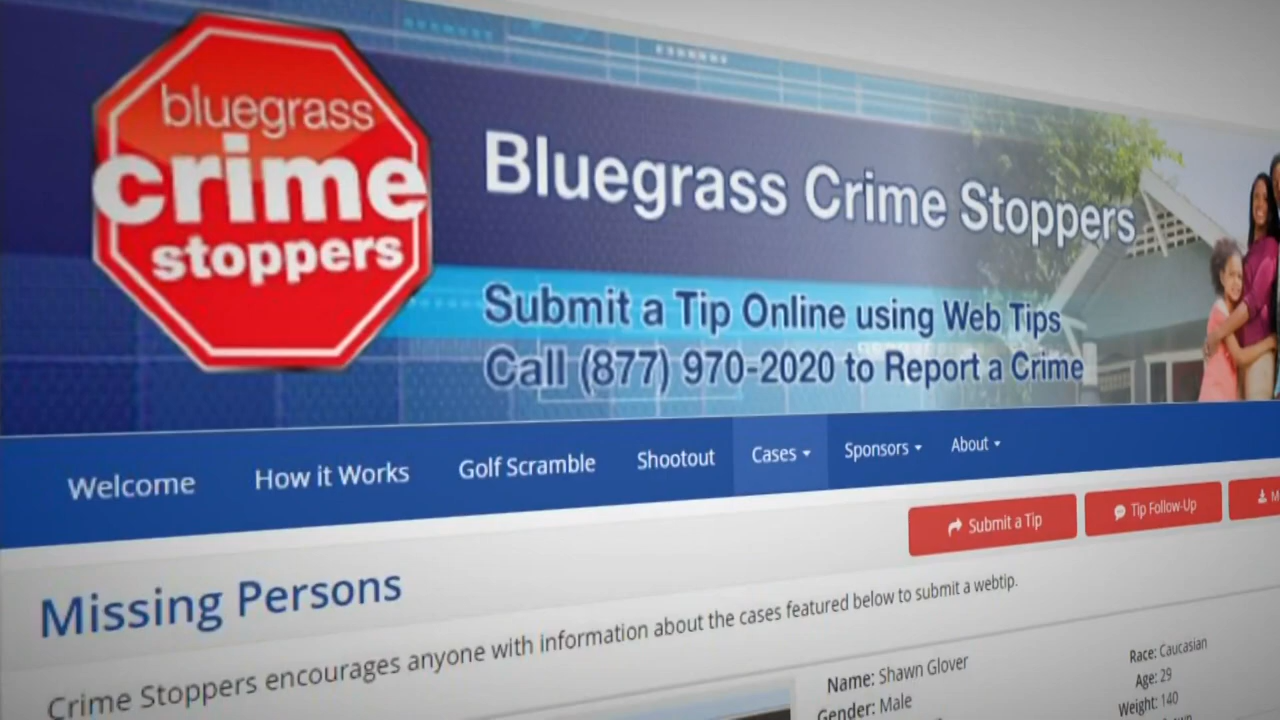 bluegrass
crime
stoppers
Bluegrass Crime Stoppers
Submit a Tip Online using Web Tips
Call (877) 970-2020 to Report a Crime
Welcome How it Works Golf Scramble Shootout Cases Sponsors About
Submit a Tip Tip Follow-Up
Missing Persons
Crime Stoppers encourages anyone with information about the cases featured below to submit a webtip.
Name: Shawn Glover Race: Caucasian
Gender: Male Age: 29
Weight: 140